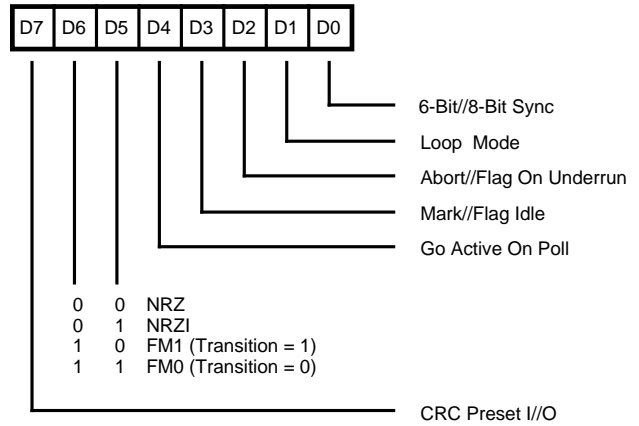 D7 D6 D5 D4 D3 D2 D1 D0
6-Bit//8-Bit Sync
Loop Mode
Abort//Flag On Underrun
Mark//Flag Idle
Go Active On Poll
0 0 NRZ
0 1 NRZI
1 0 FM1 (Transition = 1)
1 1 FM0 (Transition = 0)
CRC Preset I//O